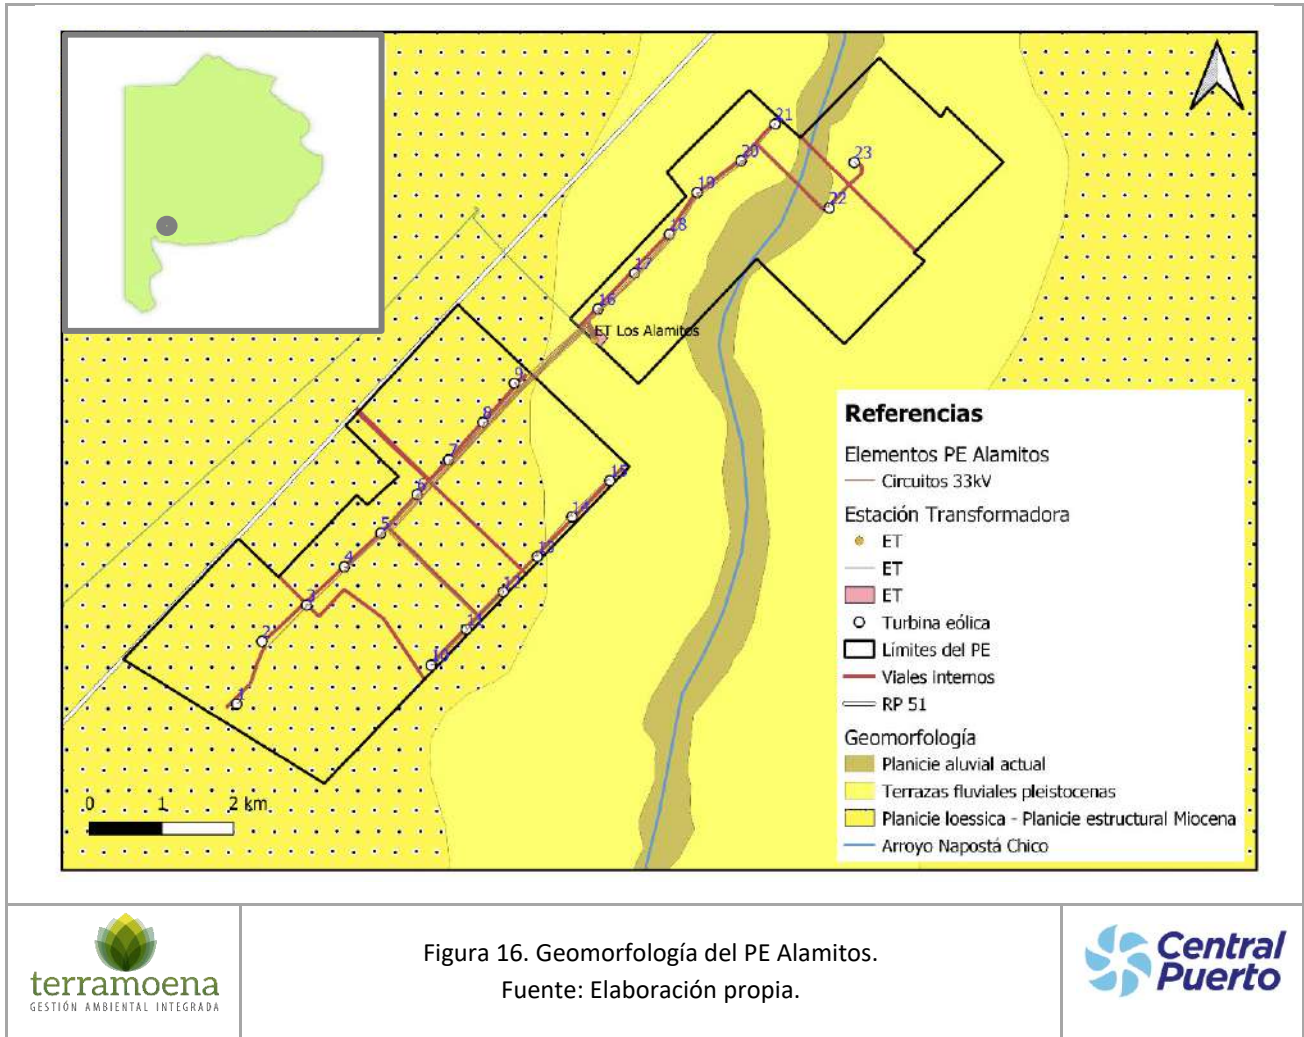 21
20
23
19
22
18
17
16
ET Los Alamitos
9
8
7
6
15
5
14
4
13
3
12
2
11
10
1
0 1 2 km
Referencias
Elementos PE Alamitos
Circuitos 33kV
Estación Transformadora
ET
ET
ET
Turbina eólica
Límites del PE
Viales internos
RP 51
Geomorfología
Planicie aluvial actual
Terrazas fluviales pleistocenas
Planicie loessica - Planicie estructural Miocena
Arroyo Napostá Chico
terramoena
GESTIÓN AMBIENTAL INTEGRADA
Figura 16. Geomorfología del PE Alamitos.
Fuente: Elaboración propia.
Central
Puerto